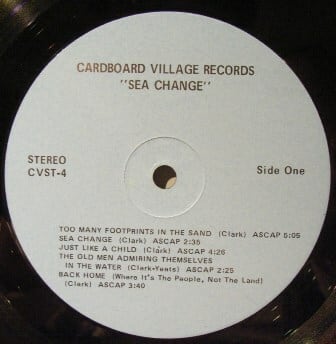 CARDBOARD VILLAGE RECORDS
"SEA CHANGE"
STEREO
CVST-4
Side One
TOO MANY FOOTPRINTS IN THE SAND (Clark) ASCAP 5:05
SEA CHANGE (Clark) ASCAP 2:35
JUST LIKE A CHILD (Clark) ASCAP 4:26
THE OLD MEN ADMIRING THEMSELVES
IN THE WATER (Clark-Yeats) ASCAP 2:25
BACK HOME (Where It's The People, Not The Land)
(Clark) ASCAP 3:40